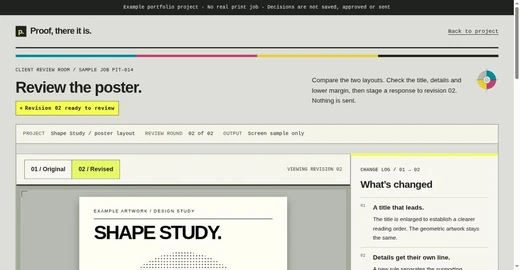 Example portfolio project · No real print job · Decisions are not saved, approved or sent
p. Proof, there it is.
Back to project
CLIENT REVIEW ROOM / SAMPLE JOB PIT-014
Review the poster.
Revision 02 ready to review
Compare the two layouts. Check the title, details and
lower margin, then stage a response to revision 02.
Nothing is sent.
PROJECT Shape Study / poster layout REVIEW ROUND 02 of 02 OUTPUT Screen sample only
01 / Original 02 / Revised
VIEWING REVISION 02
EXAMPLE ARTWORK / DESIGN STUDY
SHAPE STUDY.
CHANGE LOG / 01 → 02
What's changed
01 A title that leads.
The title is enlarged to establish a clearer
reading order. The geometric artwork stays
the same.
02 Details get their own line.
A new role separates the supporting